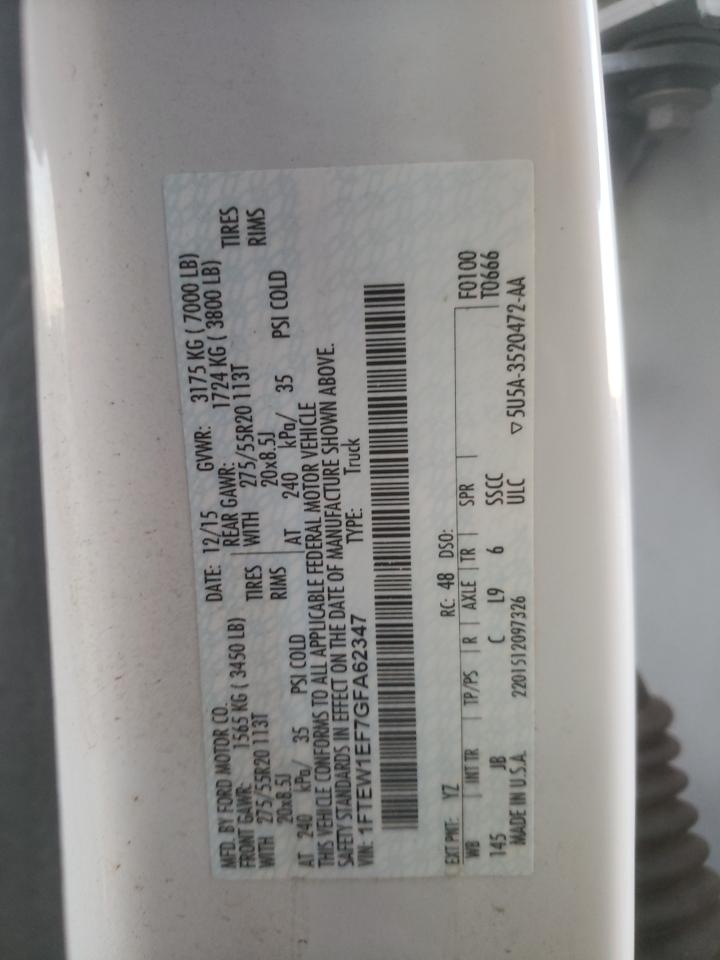 MFD. BY FORD MOTOR CO. DATE: 12/15 GVWR: 3175 KG ( 7000 LB)
FRONT GAWR: 1565 KG ( 3450 LB) REAR GAWR: 1724 KG ( 3800 LB)
WITH 275/55R20 113T TIRES WITH 275/55R20 113T TIRES
20x8.5J RIMS 20x8.5J RIMS
AT 240 kPa/ 35 PSI COLD AT 240 kPa/ 35 PSI COLD
THIS VEHICLE CONFORMS TO ALL APPLICABLE FEDERAL MOTOR VEHICLE
SAFETY STANDARDS IN EFFECT ON THE DATE OF MANUFACTURE SHOWN ABOVE.
VIN: 1FTEW1EF7GFA62347 TYPE: Truck
EXT PNT: YZ RC: 48 DSO:
WB INT TR TP/PS R AXLE TR SPR F0100
145 JB C L9 6 SSCC T0666
MADE IN U.S.A. 2201512097326 ULC ▽5U5A-3520472-AA